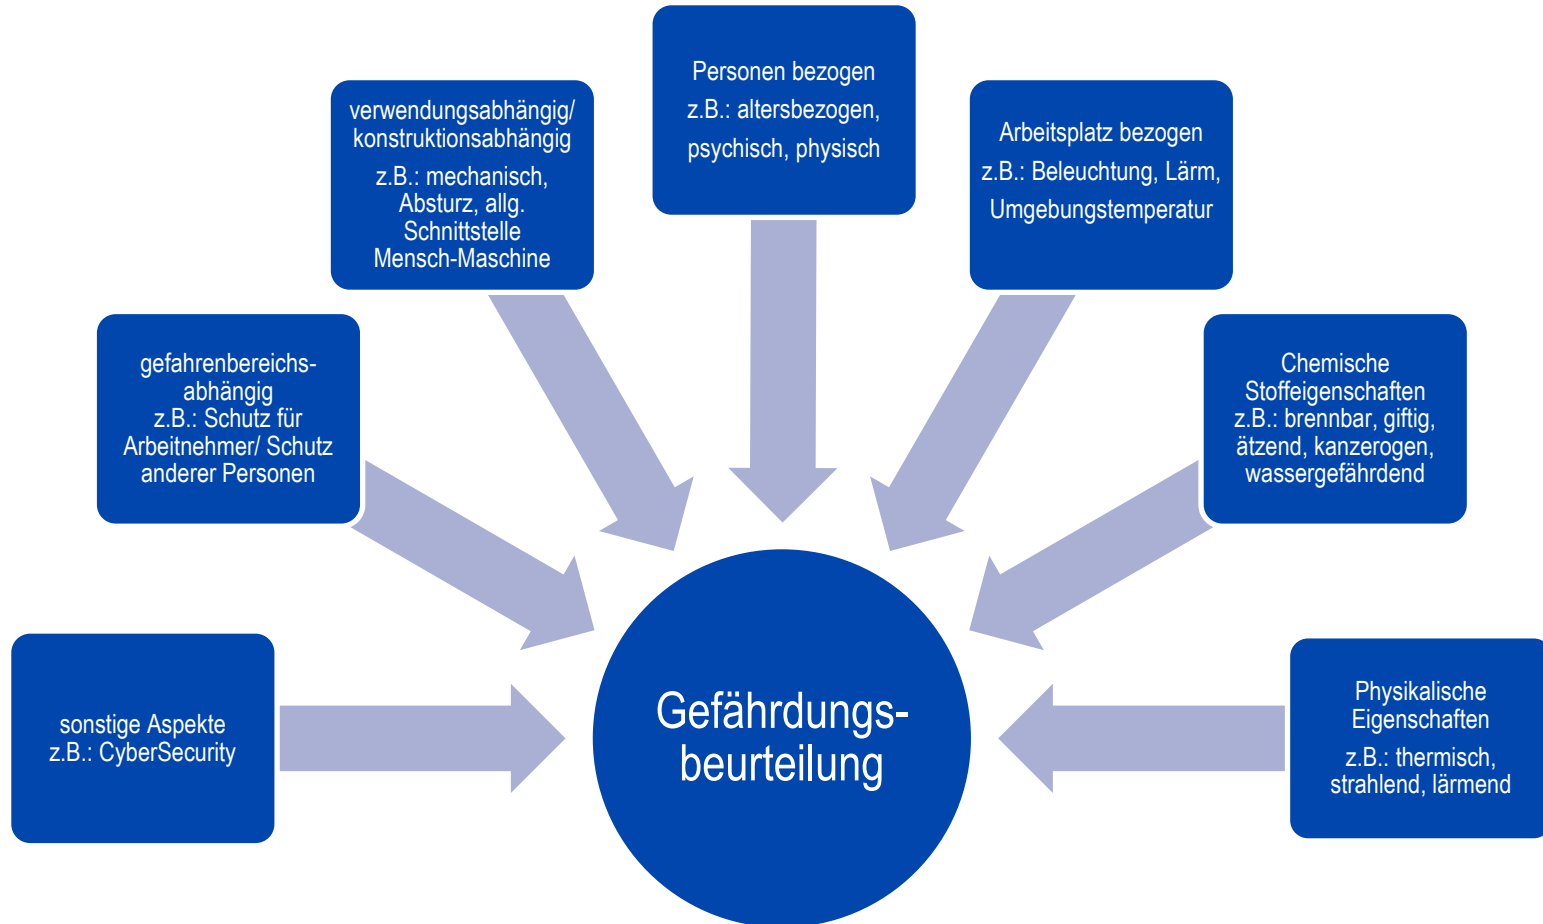 Personen bezogen
z.B.: altersbezogen,
psychisch, physisch
verwendungsabhängig/
konstruktionsabhängig
z.B.: mechanisch,
Absturz, allg.
Schnittstelle
Mensch-Maschine
Arbeitsplatz bezogen
z.B.: Beleuchtung, Lärm,
Umgebungstemperatur
gefahrenbereichs-
abhängig
z.B.: Schutz für
Arbeitnehmer/ Schutz
anderer Personen
Chemische
Stoffeigenschaften
z.B.: brennbar, giftig,
ätzend, kanzerogen,
wassergefährdend
sonstige Aspekte
z.B.: CyberSecurity
Gefährdungs-
beurteilung
Physikalische
Eigenschaften
z.B.: thermisch,
strahlend, lärmend